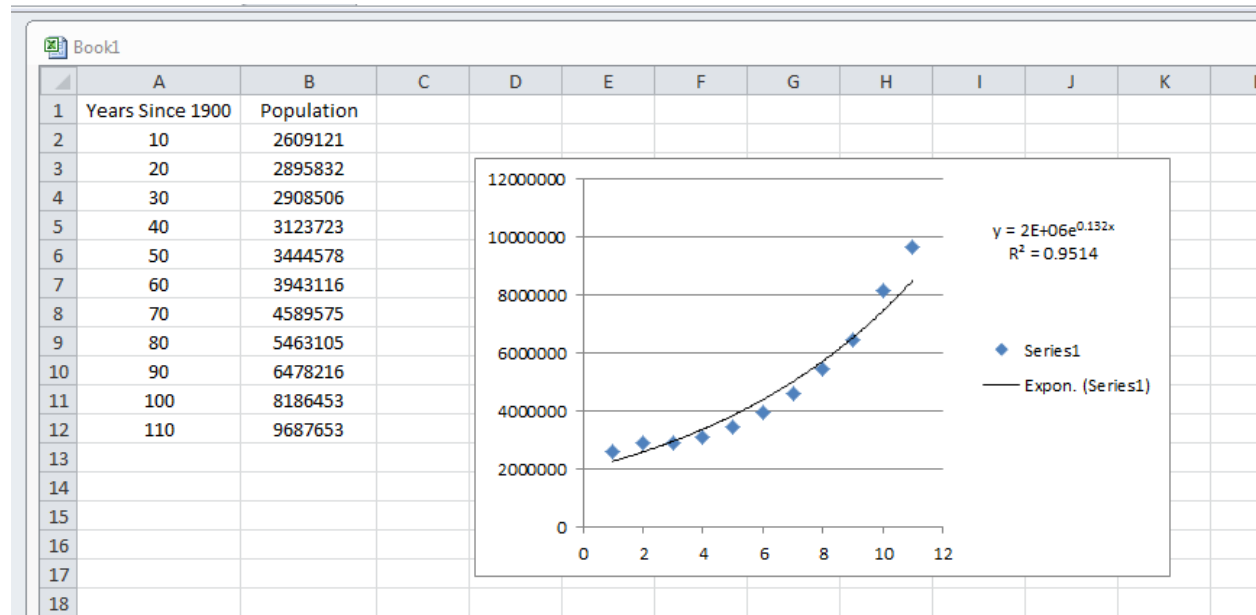 Book1
A B C D E F G H I J K
1 Years Since 1900 Population
2 10 2609121
3 20 2895832
4 30 2908506
5 40 3123723
6 50 3444578
7 60 3943116
8 70 4589575
9 80 5463105
10 90 6478216
11 100 8186453
12 110 9687653
13
14
15
16
17
18
12000000
10000000
8000000
6000000
4000000
2000000
0
0 2 4 6 8 10 12
y = 2E+06e^0.132x
R² = 0.9514
Series1
Expon. (Series1)